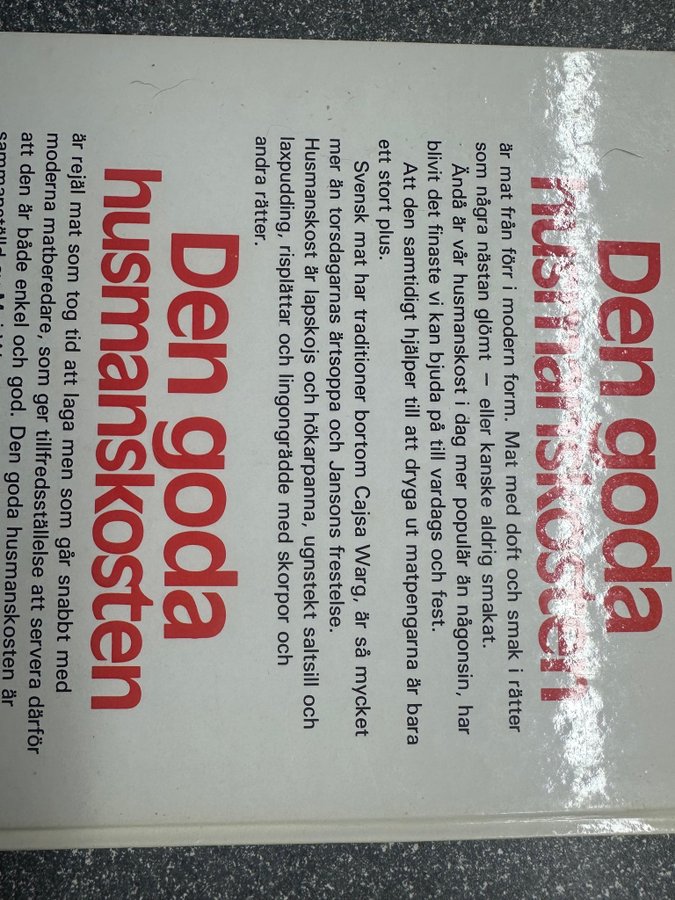 Den goda
husmanskosten
är mat från förr i modern form. Mat med doft och smak i rätter
som några nästan glömt — eller kanske aldrig smakat.
Ändå är vår husmanskost i dag mer populär än någonsin, har
blivit det finaste vi kan bjuda på till vardags och fest.
Att den samtidigt hjälper till att dryga ut matpengarna är bara
ett stort plus.
Svensk mat har traditioner bortom Cajsa Warg, är så mycket
mer än torsdagarnas ärtsoppa och Jansons frestelse.
Husmanskost är lapskojs och hökarpanna, ugnstekt saltsill och
laxpudding, risplättar och lingongrädde med skorpor och
andra rätter.
Den goda
husmanskosten
är rejäl mat som tog tid att laga men som går snabbt med
moderna matberedare, som ger tillfredsställelse att servera därför
att den är både enkel och god. Den goda husmanskosten är